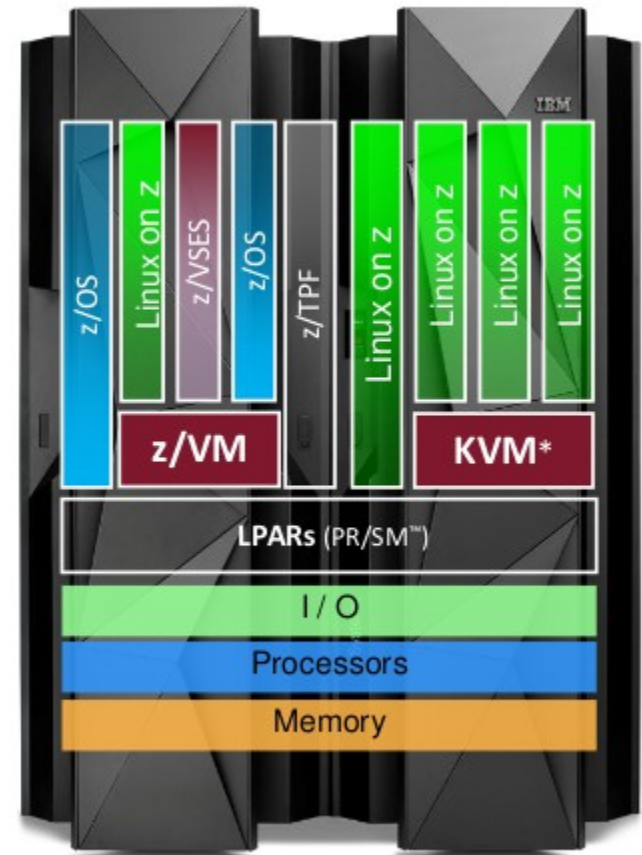 IBM
z/OS
Linux on z
z/VSES
z/OS
z/TPF
Linux on z
Linux on z
Linux on z
Linux on z
z/VM
KVM*
LPARs (PR/SM™)
I / O
Processors
Memory